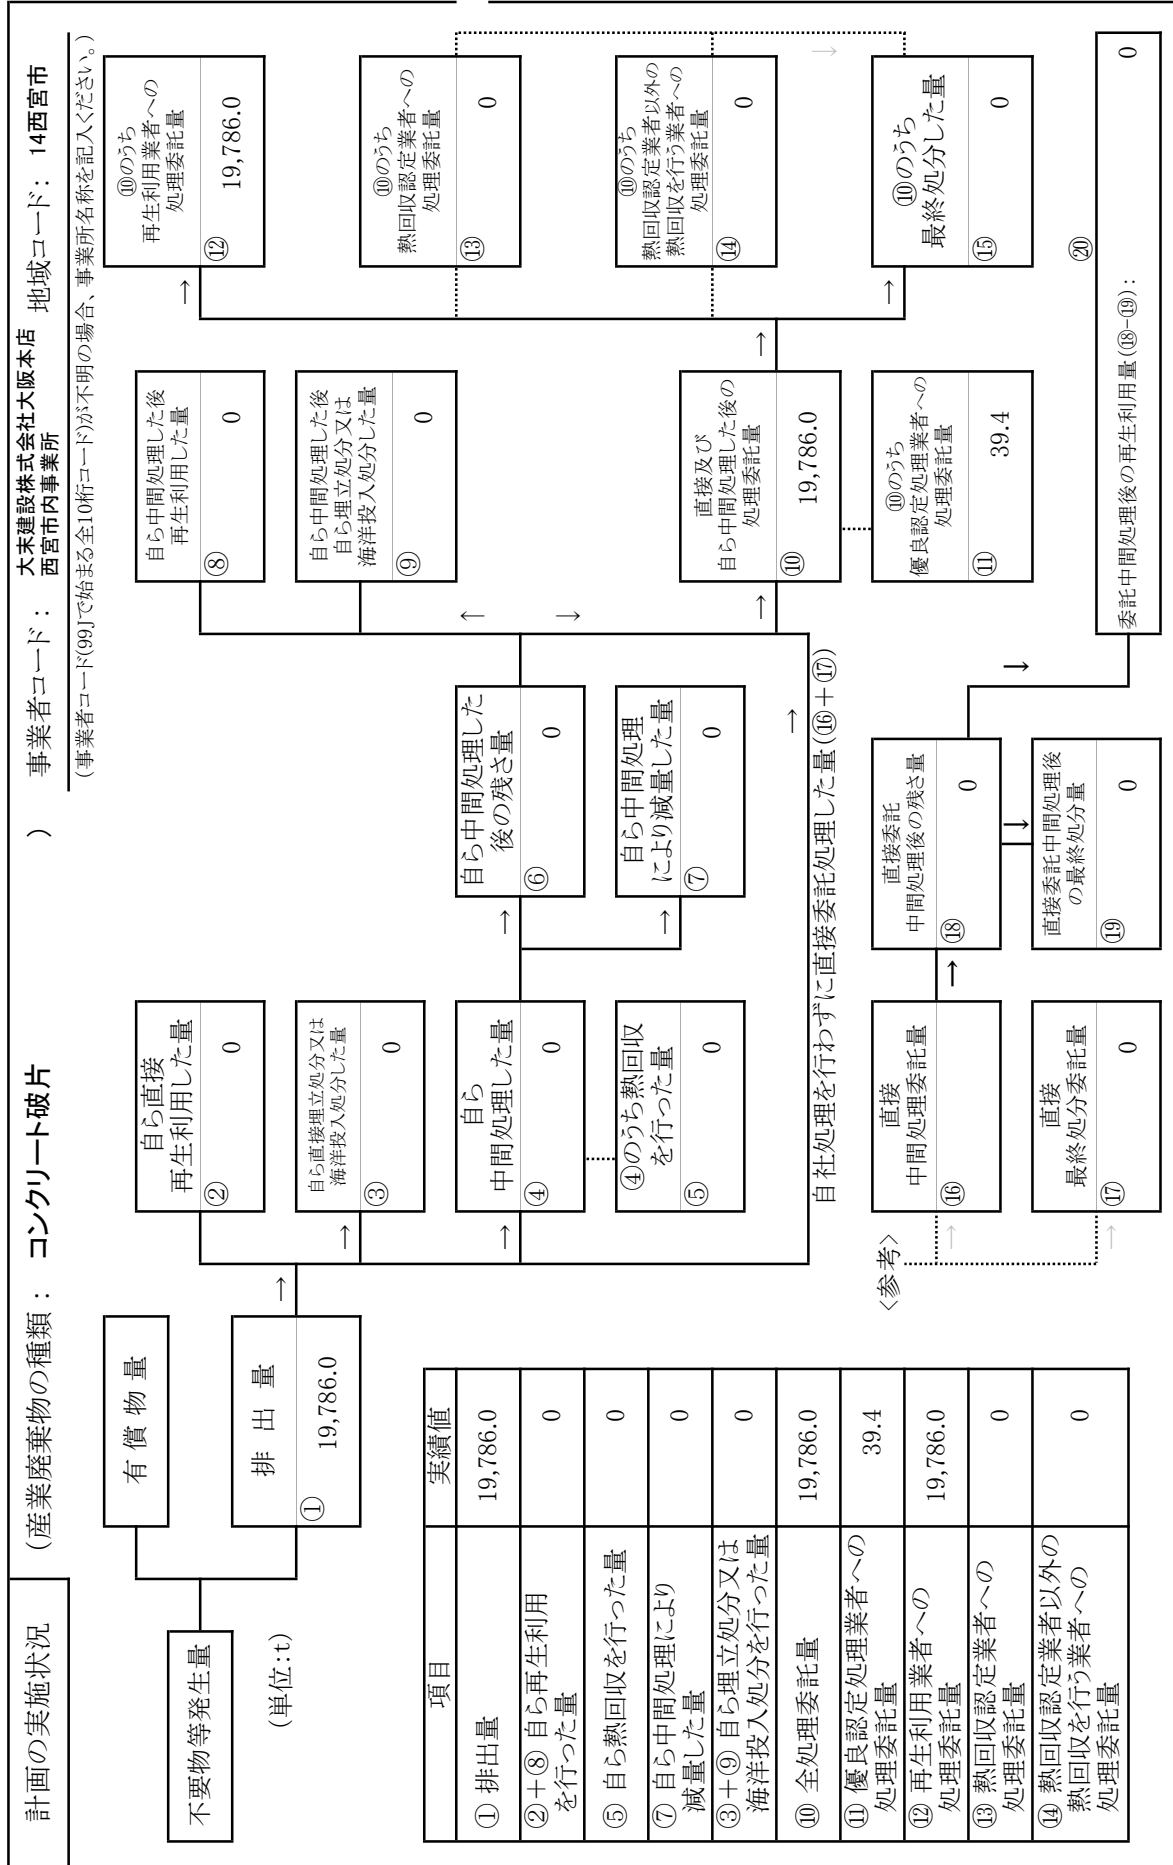 計画の実施状況
(産業廃棄物の種類： コンクリート破片 )
事業者コード： 大末建設株式会社大阪本店
西宮市内事業所
地域コード： 14西宮市
(事業者コード(99Jで始まる全10桁コード)が不明の場合、事業所名称を記入ください。)
不要物等発生量
(単位:t)
有 償 物 量
排 出 量
① 19,786.0
→
自ら直接
再生利用した量
② 0
→
自ら直接埋立処分又は
海洋投入処分した量
③ 0
→
自ら
中間処理した量
④ 0
④のうち熱回収
を行った量
⑤ 0
→
自ら中間処理した
後の残さ量
⑥ 0
→
自ら中間処理
により減量した量
⑦ 0
↑
↓
自ら中間処理した後
再生利用した量
⑧ 0
自ら中間処理した後
自ら埋立処分又は
海洋投入処分した量
⑨ 0
自社処理を行わずに直接委託処理した量(⑯＋⑰)
→
→
直接及び
自ら中間処理した後の
処理委託量
⑩ 19,786.0
⑩のうち
優良認定処理業者への
処理委託量
⑪ 39.4
→
→
⑩のうち
再生利用業者への
処理委託量
⑫ 19,786.0
⑩のうち
熱回収認定業者への
処理委託量
⑬ 0
⑩のうち
熱回収認定業者以外の
熱回収を行う業者への
処理委託量
⑭ 0
↓
→
⑩のうち
最終処分した量
⑮ 0
<参考>
→
直接
中間処理委託量
⑯
→
直接
最終処分委託量
⑰ 0
→
直接委託
中間処理後の残さ量
⑱ 0
↓
直接委託中間処理後
の最終処分量
⑲ 0
↓
⑳
委託中間処理後の再生利用量(⑱-⑲)： 0
項目 実績値
① 排出量 19,786.0
②＋⑧ 自ら再生利用
を行った量 0
⑤ 自ら熱回収を行った量 0
⑦ 自ら中間処理により
減量した量 0
③＋⑨ 自ら埋立処分又は
海洋投入処分を行った量 0
⑩ 全処理委託量 19,786.0
⑪ 優良認定処理業者への
処理委託量 39.4
⑫ 再生利用業者への
処理委託量 19,786.0
⑬ 熱回収認定業者への
処理委託量 0
⑭ 熱回収認定業者以外の
熱回収を行う業者への
処理委託量 0